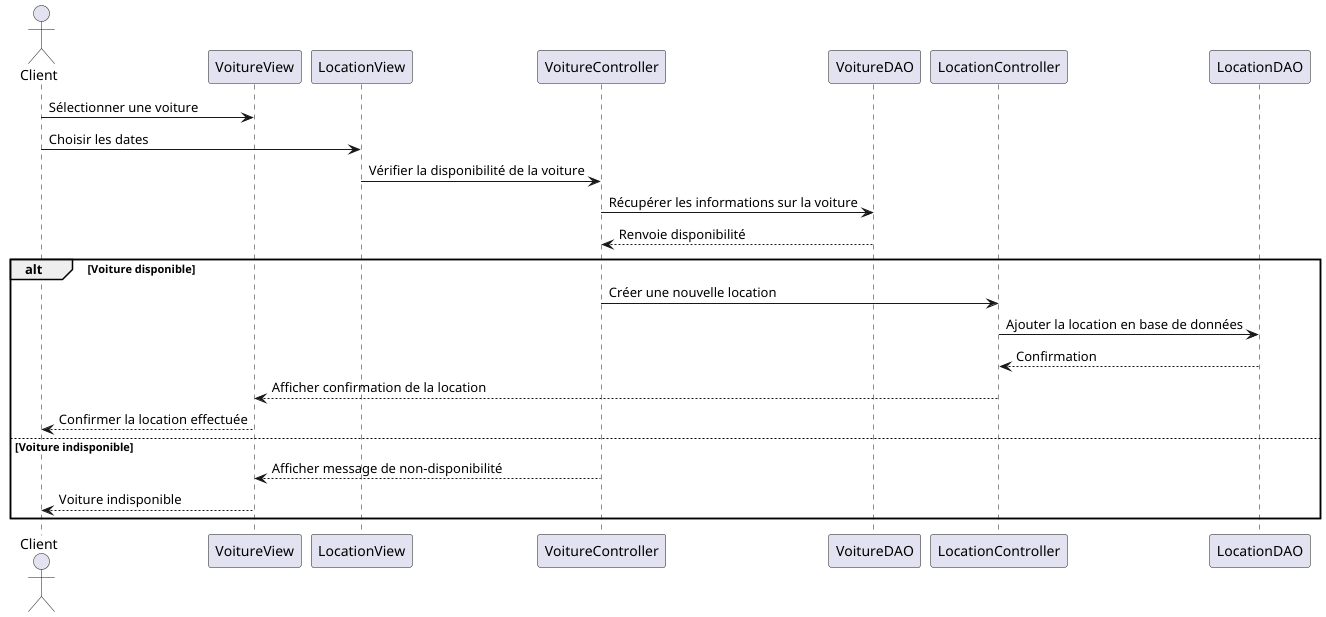 Client
VoitureView
LocationView
VoitureController
VoitureDAO
LocationController
LocationDAO
Sélectionner une voiture
Choisir les dates
Vérifier la disponibilité de la voiture
Récupérer les informations sur la voiture
Renvoie disponibilité
alt [Voiture disponible]
Créer une nouvelle location
Ajouter la location en base de données
Confirmation
Afficher confirmation de la location
Confirmer la location effectuée
[Voiture indisponible]
Afficher message de non-disponibilité
Voiture indisponible
Client
VoitureView
LocationView
VoitureController
VoitureDAO
LocationController
LocationDAO